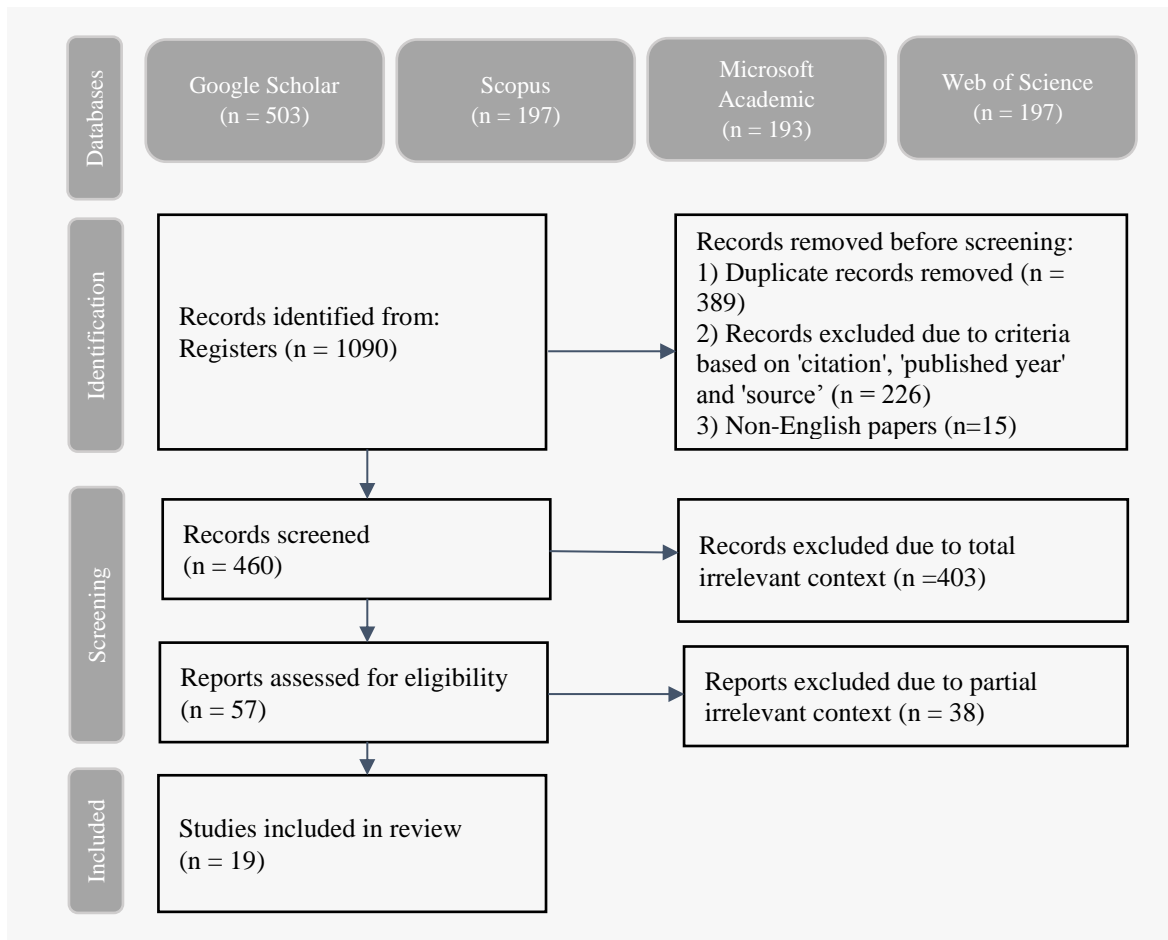 Databases
Google Scholar
(n = 503)
Scopus
(n = 197)
Microsoft
Academic
(n = 193)
Web of Science
(n = 197)
Identification
Records identified from:
Registers (n = 1090)
Records removed before screening:
1) Duplicate records removed (n =
389)
2) Records excluded due to criteria
based on 'citation', 'published year'
and 'source’ (n = 226)
3) Non-English papers (n=15)
Screening
Records screened
(n = 460)
Records excluded due to total
irrelevant context (n =403)
Reports assessed for eligibility
(n = 57)
Reports excluded due to partial
irrelevant context (n = 38)
Included
Studies included in review
(n = 19)